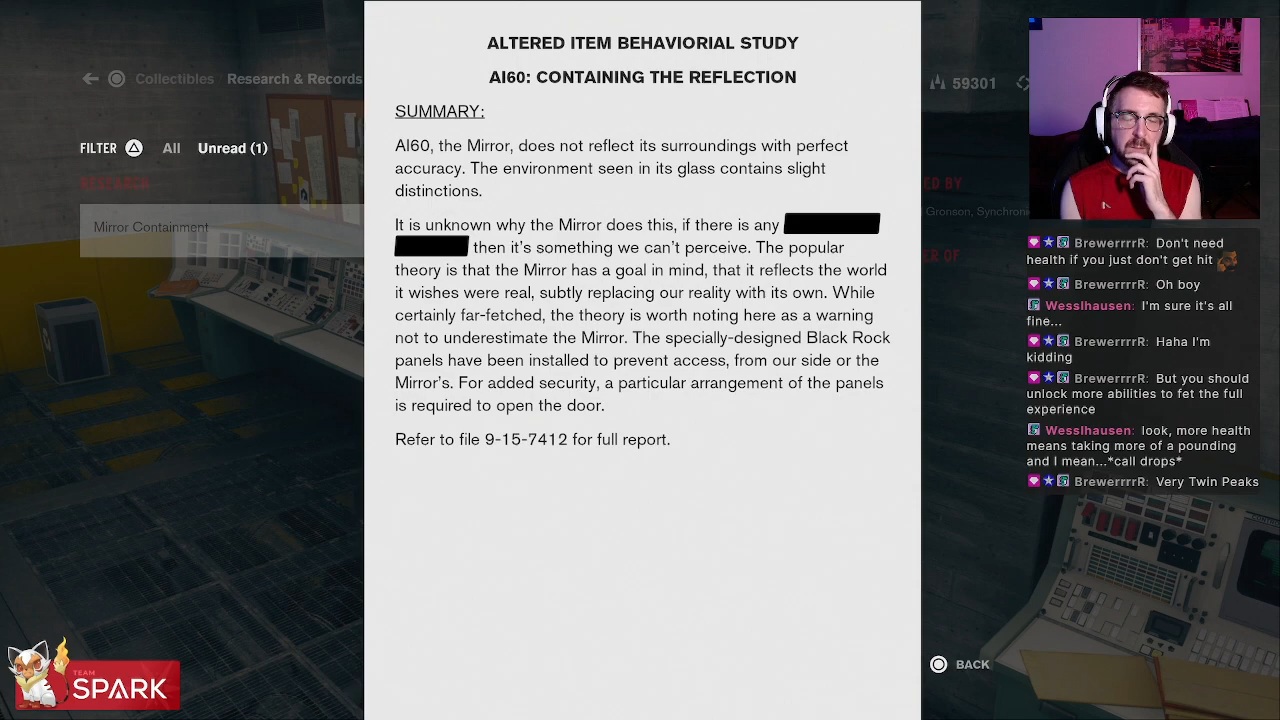 ALTERED ITEM BEHAVIORIAL STUDY
AI60: CONTAINING THE REFLECTION
SUMMARY:
AI60, the Mirror, does not reflect its surroundings with perfect
accuracy. The environment seen in its glass contains slight
distinctions.
It is unknown why the Mirror does this, if there is any
then it's something we can't perceive. The popular
theory is that the Mirror has a goal in mind, that it reflects the world
it wishes were real, subtly replacing our reality with its own. While
certainly far-fetched, the theory is worth noting here as a warning
not to underestimate the Mirror. The specially-designed Black Rock
panels have been installed to prevent access, from our side or the
Mirror's. For added security, a particular arrangement of the panels
is required to open the door.
Refer to file 9-15-7412 for full report.
Collectibles Research & Records
FILTER All Unread (1)
RESEARCH
Mirror Containment
59301
ED BY
Gronson, Synchronic
ER OF
BACK
BrewerrrrR: Don't need
health if you just don't get hit
BrewerrrrR: Oh boy
Wesslhausen: I'm sure it's all
fine...
BrewerrrrR: Haha I'm
kidding
BrewerrrrR: But you should
unlock more abilities to fet the full
experience
Wesslhausen: look, more health
means taking more of a pounding
and I mean...*call drops*
BrewerrrrR: Very Twin Peaks
TEAM
SPARK